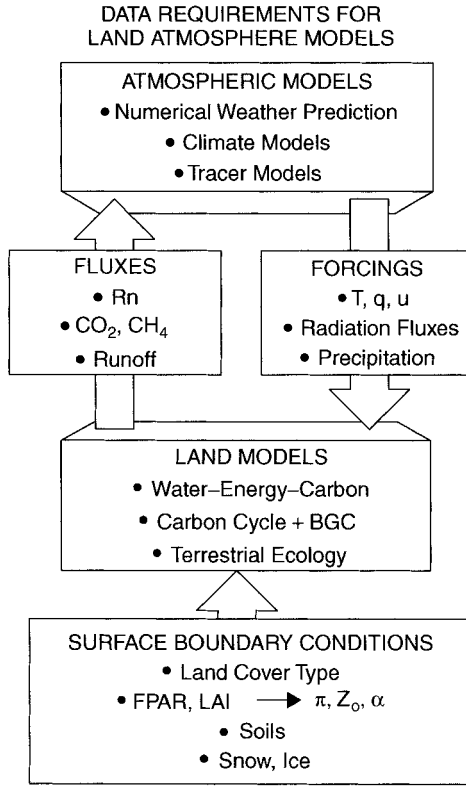 DATA REQUIREMENTS FOR
LAND ATMOSPHERE MODELS
ATMOSPHERIC MODELS
• Numerical Weather Prediction
• Climate Models
• Tracer Models
FLUXES
• Rn
• CO₂, CH₄
• Runoff
FORCINGS
• T, q, u
• Radiation Fluxes
• Precipitation
LAND MODELS
• Water–Energy–Carbon
• Carbon Cycle + BGC
• Terrestrial Ecology
SURFACE BOUNDARY CONDITIONS
• Land Cover Type
• FPAR, LAI → π, Z₀, α
• Soils
• Snow, Ice